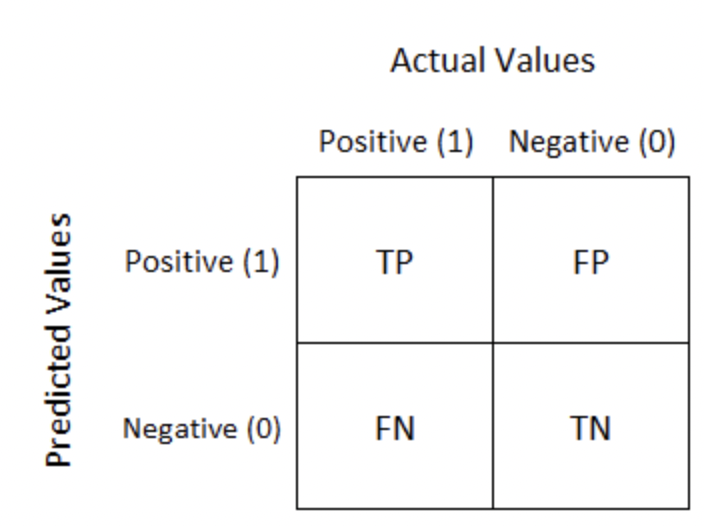 Actual Values
Positive (1) Negative (0)
Predicted Values
Positive (1) TP FP
Negative (0) FN TN